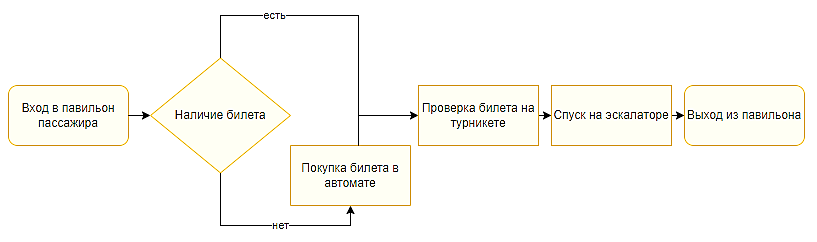 есть
Вход в павильон
пассажира
Наличие билета
Проверка билета на
турникете
Спуск на эскалаторе
Выход из павильона
Покупка билета в
автомате
нет